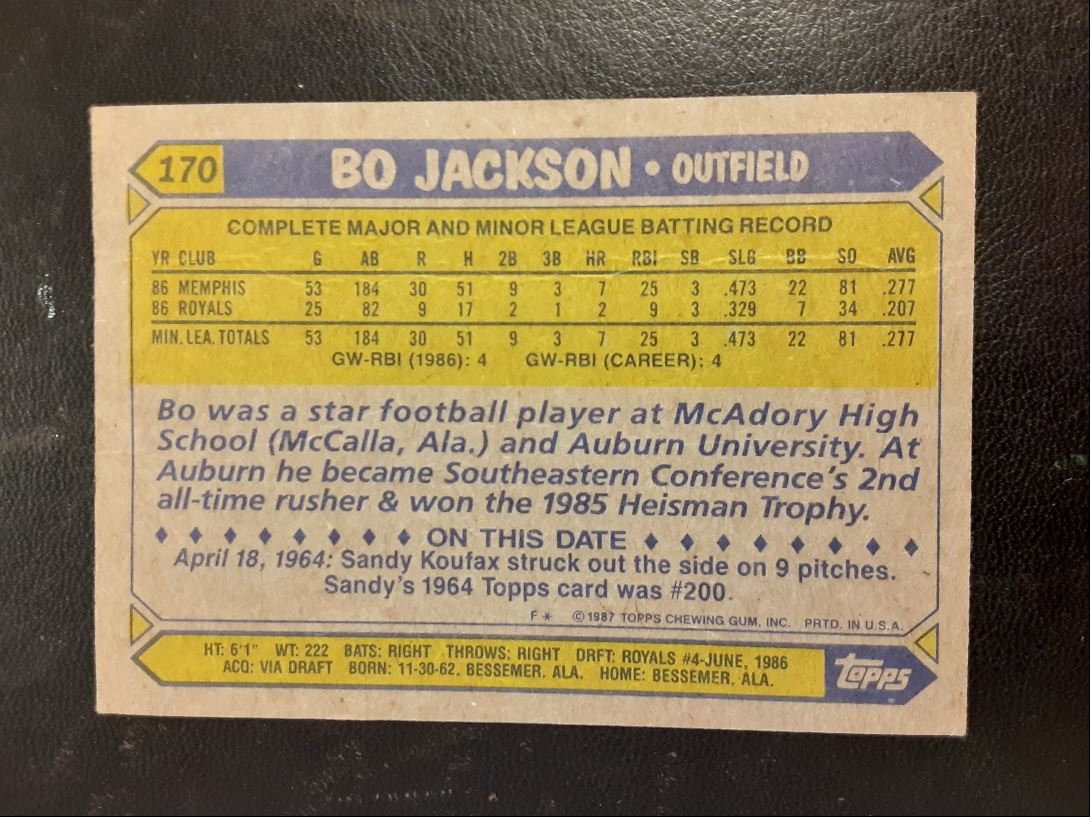 170 BO JACKSON • OUTFIELD
COMPLETE MAJOR AND MINOR LEAGUE BATTING RECORD
YR CLUB G AB R H 2B 3B HR RBI SB SLG BB SO AVG
86 MEMPHIS 53 184 30 51 9 3 7 25 3 .473 22 81 .277
86 ROYALS 25 82 9 17 2 1 2 9 3 .329 7 34 .207
MIN. LEA. TOTALS 53 184 30 51 9 3 7 25 3 .473 22 81 .277
GW-RBI (1986): 4 GW-RBI (CAREER): 4
Bo was a star football player at McAdory High
School (McCalla, Ala.) and Auburn University. At
Auburn he became Southeastern Conference's 2nd
all-time rusher & won the 1985 Heisman Trophy.
♦ ♦ ♦ ♦ ♦ ♦ ♦ ♦ ON THIS DATE ♦ ♦ ♦ ♦ ♦ ♦ ♦ ♦
April 18, 1964: Sandy Koufax struck out the side on 9 pitches.
Sandy's 1964 Topps card was #200.
F* ©1987 TOPPS CHEWING GUM, INC. PRTD. IN U.S.A.
HT: 6'1" WT: 222 BATS: RIGHT THROWS: RIGHT DRFT: ROYALS #4-JUNE, 1986
ACQ: VIA DRAFT BORN: 11-30-62, BESSEMER, ALA. HOME: BESSEMER, ALA.
topps